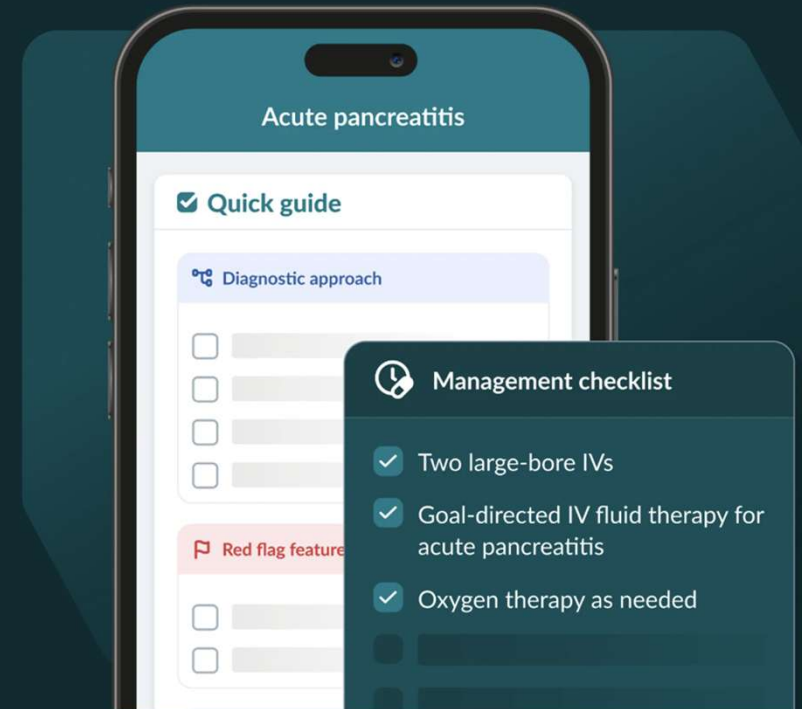 Acute pancreatitis
Quick guide
Diagnostic approach
Red flag feature
Management checklist
Two large-bore IVs
Goal-directed IV fluid therapy for
acute pancreatitis
Oxygen therapy as needed